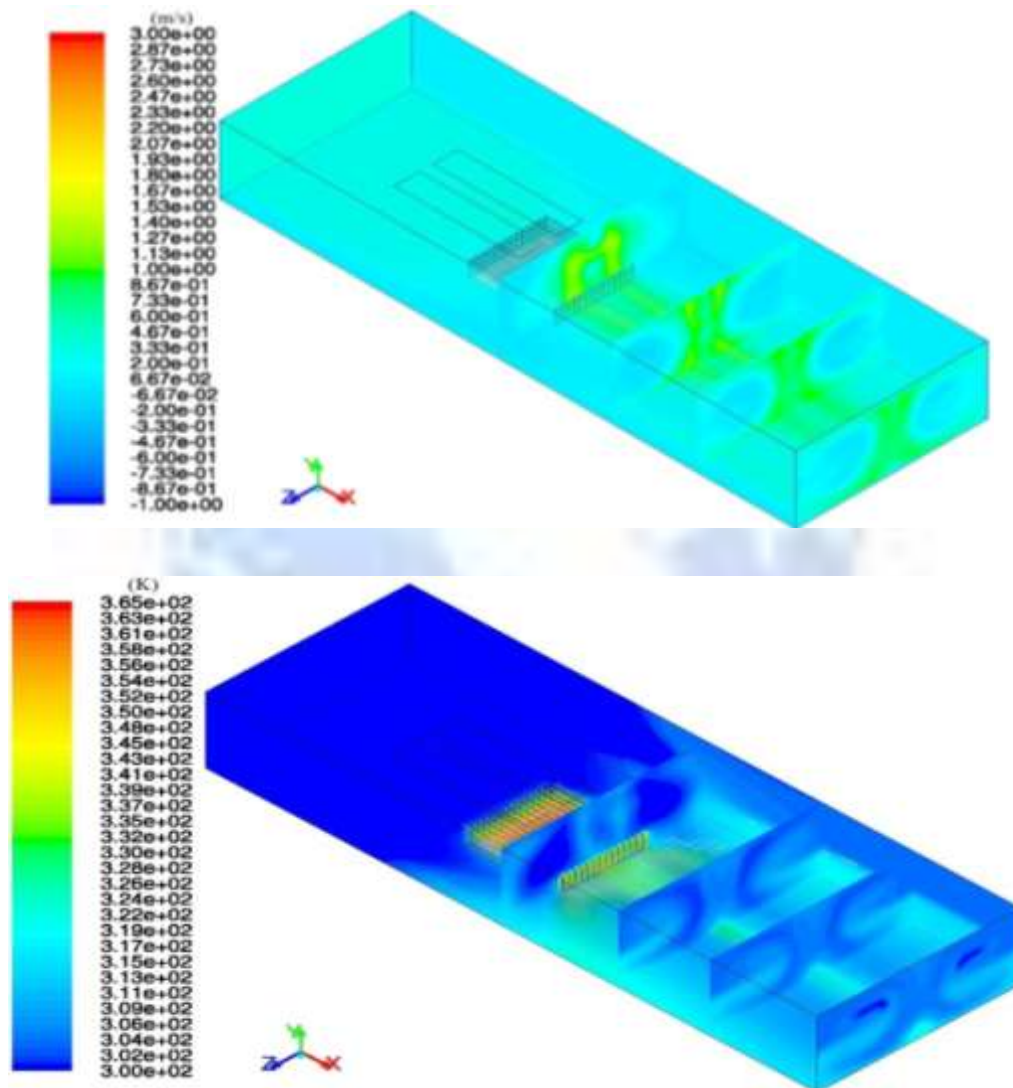 (m/s)
3.00e+00
2.87e+00
2.73e+00
2.60e+00
2.47e+00
2.33e+00
2.20e+00
2.07e+00
1.93e+00
1.80e+00
1.67e+00
1.53e+00
1.40e+00
1.27e+00
1.13e+00
1.00e+00
8.67e-01
7.33e-01
6.00e-01
4.67e-01
3.33e-01
2.00e-01
6.67e-02
-6.67e-02
-2.00e-01
-3.33e-01
-4.67e-01
-6.00e-01
-7.33e-01
-8.67e-01
-1.00e+00
Y
Z X
(K)
3.65e+02
3.63e+02
3.61e+02
3.58e+02
3.56e+02
3.54e+02
3.52e+02
3.50e+02
3.48e+02
3.45e+02
3.43e+02
3.41e+02
3.39e+02
3.37e+02
3.35e+02
3.32e+02
3.30e+02
3.28e+02
3.26e+02
3.24e+02
3.22e+02
3.19e+02
3.17e+02
3.15e+02
3.13e+02
3.11e+02
3.09e+02
3.06e+02
3.04e+02
3.02e+02
3.00e+02
Y
Z X